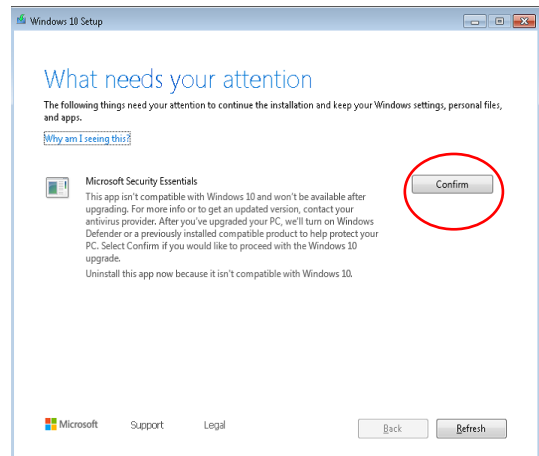 Windows 10 Setup
What needs your attention
The following things need your attention to continue the installation and keep your Windows settings, personal files,
and apps.
Why am I seeing this?
Microsoft Security Essentials
Confirm
This app isn't compatible with Windows 10 and won't be available after
upgrading. For more info or to get an updated version, contact your
antivirus provider. After you've upgraded your PC, we'll turn on Windows
Defender or a previously installed compatible product to help protect your
PC. Select Confirm if you would like to proceed with the Windows 10
upgrade.
Uninstall this app now because it isn't compatible with Windows 10.
Microsoft Support Legal Back Refresh